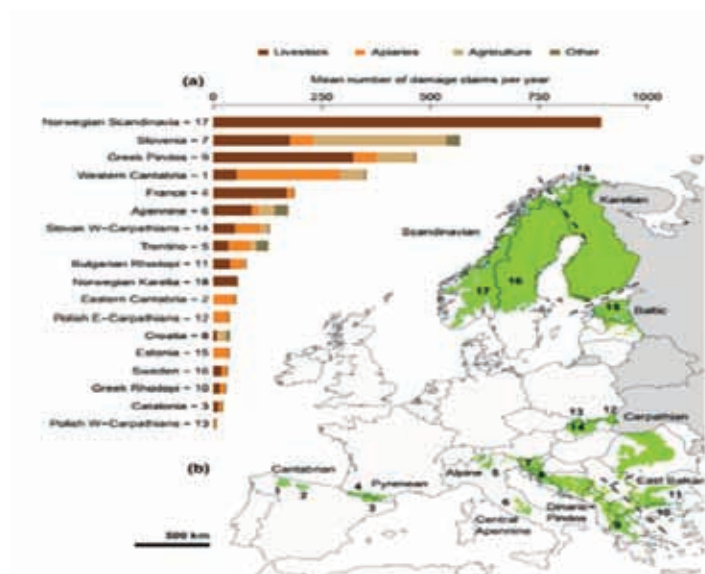 Livestock Apiaries Agriculture Other
(a)
Mean number of damage claims per year
0 250 500 750 1000
Norwegian Scandinavia - 17
Slovenia - 7
Greek Pindos - 9
Western Cantabria - 1
France - 4
Apennine - 6
Slovak W-Carpathians - 14
Trentino - 5
Bulgarian Rhodopi - 11
Norwegian Karelia - 18
Eastern Cantabria - 2
Polish E-Carpathians - 12
Croatia - 8
Estonia - 15
Sweden - 16
Greek Rhodopi - 10
Catalonia - 3
Polish W-Carpathians - 13
18
Karelian
Scandinavian
17 16
15
Baltic
13 12
14
Carpathian
(b)
Cantabrian
1 2
4 Pyrenean
3
Alpine
5
7
8
East Balkan
11
10
6
Central
Apennine
Dinaric-
Pindos
9
500 km